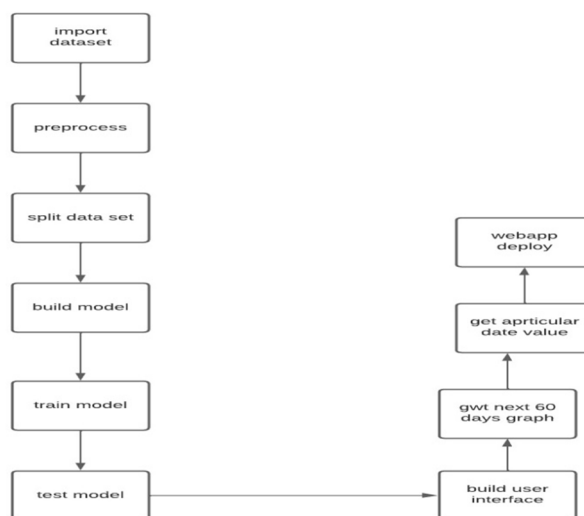 import
dataset
preprocess
split data set
build model
train model
test model
build user
interface
gwt next 60
days graph
get aprticular
date value
webapp
deploy